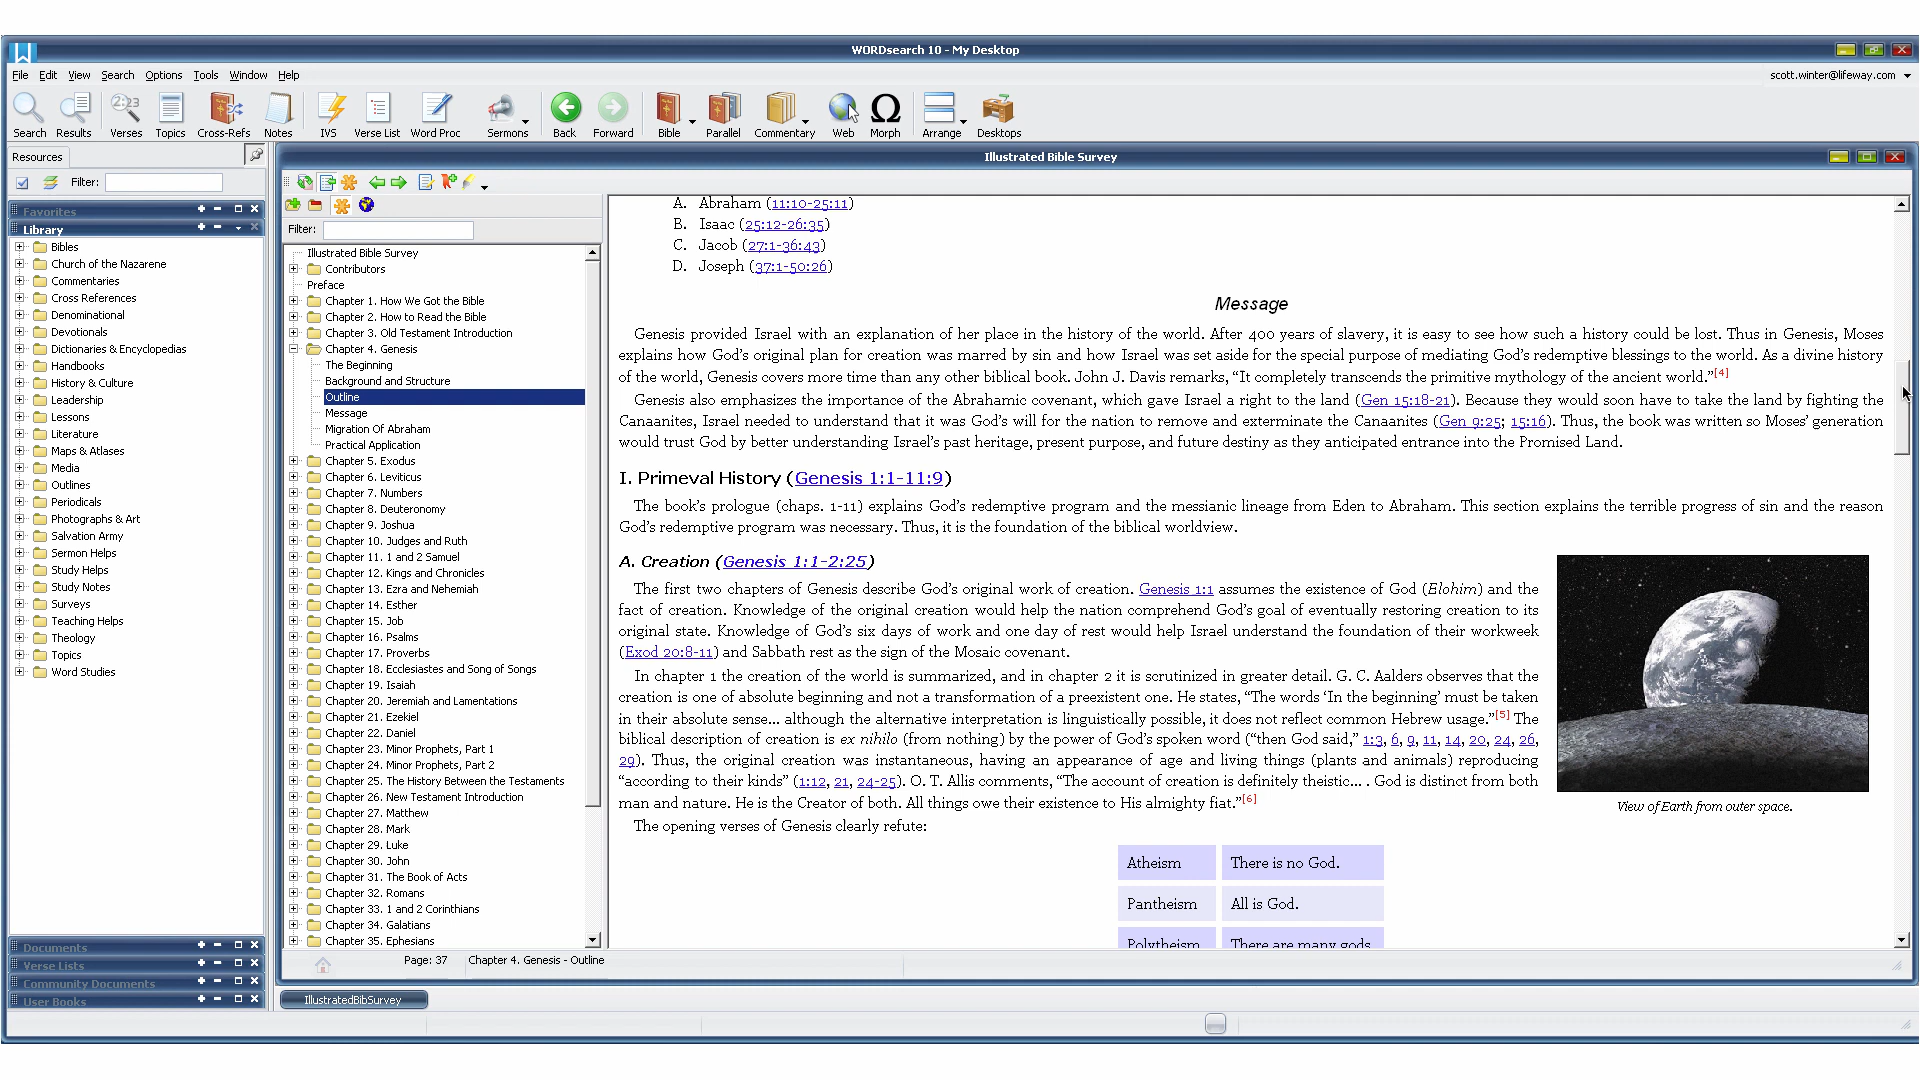 WORDsearch 10 - My Desktop
File Edit View Search Options Tools Window Help
scott.winter@lifeway.com
Search Results Verses Topics Cross-Refs Notes IVS Verse List Word Proc Sermons Back Forward Bible Parallel Commentary Web Morph Arrange Desktops
2:23
Resources
Filter:
Favorites
Library
Bibles
Church of the Nazarene
Commentaries
Cross References
Denominational
Devotionals
Dictionaries & Encyclopedias
Handbooks
History & Culture
Leadership
Lessons
Literature
Maps & Atlases
Media
Outlines
Periodicals
Photographs & Art
Salvation Army
Sermon Helps
Study Helps
Study Notes
Surveys
Teaching Helps
Theology
Topics
Word Studies
Documents
Verse Lists
Community Documents
User Books
Illustrated Bible Survey
Filter:
Illustrated Bible Survey
Contributors
Preface
Chapter 1. How We Got the Bible
Chapter 2. How to Read the Bible
Chapter 3. Old Testament Introduction
Chapter 4. Genesis
The Beginning
Background and Structure
Outline
Message
Migration Of Abraham
Practical Application
Chapter 5. Exodus
Chapter 6. Leviticus
Chapter 7. Numbers
Chapter 8. Deuteronomy
Chapter 9. Joshua
Chapter 10. Judges and Ruth
Chapter 11. 1 and 2 Samuel
Chapter 12. Kings and Chronicles
Chapter 13. Ezra and Nehemiah
Chapter 14. Esther
Chapter 15. Job
Chapter 16. Psalms
Chapter 17. Proverbs
Chapter 18. Ecclesiastes and Song of Songs
Chapter 19. Isaiah
Chapter 20. Jeremiah and Lamentations
Chapter 21. Ezekiel
Chapter 22. Daniel
Chapter 23. Minor Prophets, Part 1
Chapter 24. Minor Prophets, Part 2
Chapter 25. The History Between the Testaments
Chapter 26. New Testament Introduction
Chapter 27. Matthew
Chapter 28. Mark
Chapter 29. Luke
Chapter 30. John
Chapter 31. The Book of Acts
Chapter 32. Romans
Chapter 33. 1 and 2 Corinthians
Chapter 34. Galatians
Chapter 35. Ephesians
A. Abraham (11:10-25:11)
B. Isaac (25:12-26:35)
C. Jacob (27:1-36:43)
D. Joseph (37:1-50:26)
Message
Genesis provided Israel with an explanation of her place in the history of the world. After 400 years of slavery, it is easy to see how such a history could be lost. Thus in Genesis, Moses
explains how God's original plan for creation was marred by sin and how Israel was set aside for the special purpose of mediating God's redemptive blessings to the world. As a divine history
of the world, Genesis covers more time than any other biblical book. John J. Davis remarks, “It completely transcends the primitive mythology of the ancient world.”[4]
Genesis also emphasizes the importance of the Abrahamic covenant, which gave Israel a right to the land (Gen 15:18-21). Because they would soon have to take the land by fighting the
Canaanites, Israel needed to understand that it was God's will for the nation to remove and exterminate the Canaanites (Gen 9:25; 15:16). Thus, the book was written so Moses' generation
would trust God by better understanding Israel's past heritage, present purpose, and future destiny as they anticipated entrance into the Promised Land.
I. Primeval History (Genesis 1:1-11:9)
The book's prologue (chaps. 1-11) explains God's redemptive program and the messianic lineage from Eden to Abraham. This section explains the terrible progress of sin and the reason
God's redemptive program was necessary. Thus, it is the foundation of the biblical worldview.
A. Creation (Genesis 1:1-2:25)
The first two chapters of Genesis describe God's original work of creation. Genesis 1:1 assumes the existence of God (Elohim) and the
fact of creation. Knowledge of the original creation would help the nation comprehend God's goal of eventually restoring creation to its
original state. Knowledge of God's six days of work and one day of rest would help Israel understand the foundation of their workweek
(Exod 20:8-11) and Sabbath rest as the sign of the Mosaic covenant.
In chapter 1 the creation of the world is summarized, and in chapter 2 it is scrutinized in greater detail. G. C. Aalders observes that the
creation is one of absolute beginning and not a transformation of a preexistent one. He states, “The words 'In the beginning' must be taken
in their absolute sense... although the alternative interpretation is linguistically possible, it does not reflect common Hebrew usage.”[5] The
biblical description of creation is ex nihilo (from nothing) by the power of God's spoken word (“then God said,” 1:3, 6, 9, 11, 14, 20, 24, 26,
29). Thus, the original creation was instantaneous, having an appearance of age and living things (plants and animals) reproducing
“according to their kinds” (1:12, 21, 24-25). O. T. Allis comments, “The account of creation is definitely theistic... . God is distinct from both
man and nature. He is the Creator of both. All things owe their existence to His almighty fiat.”[6]
The opening verses of Genesis clearly refute:
View of Earth from outer space.
Atheism There is no God.
Pantheism All is God.
Polytheism There are many gods
Page: 37 Chapter 4. Genesis - Outline
IllustratedBibSurvey